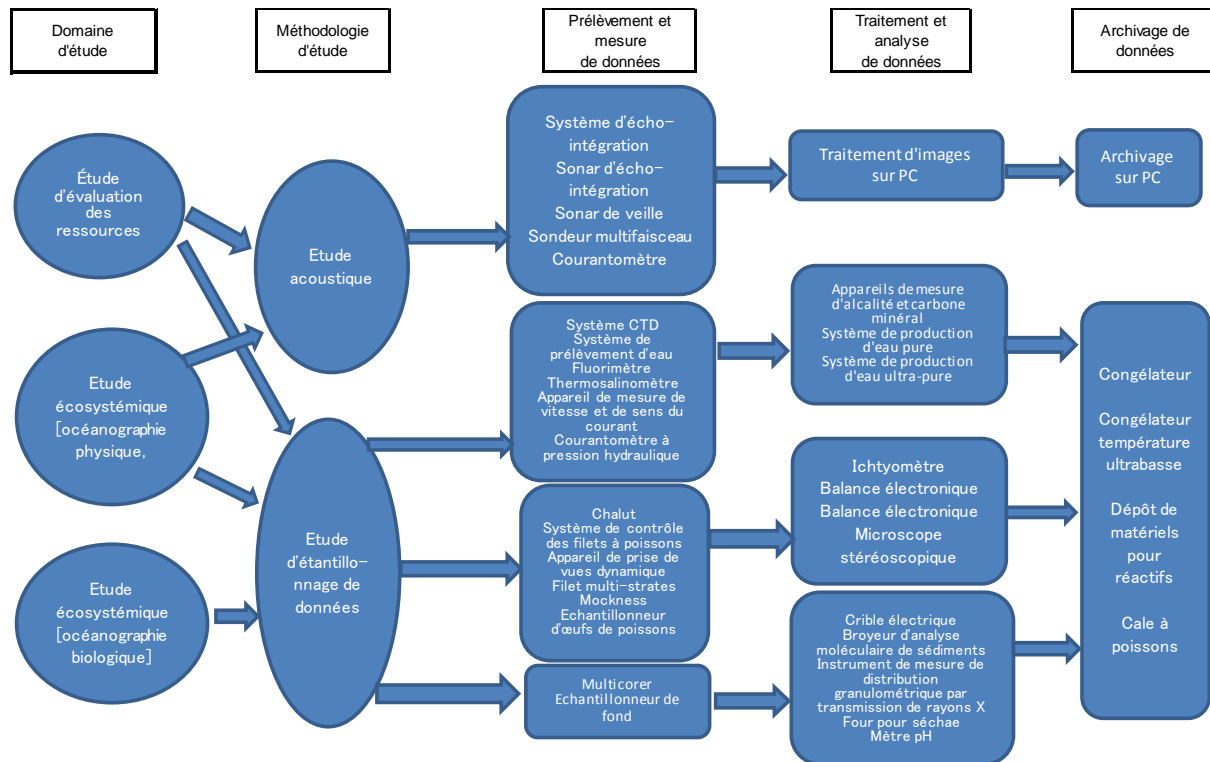 Domaine
d'étude
Méthodologie
d'étude
Prélèvement et
mesure
de données
Traitement et
analyse
de données
Archivage de
données
Étude
d'évaluation
des
ressources
Etude
écosystémique
[océanographie
physique,
Etude
écosystémique
[océanographie
biologique]
Etude
acoustique
Etude
d'étantillo-
nnage de
données
Système d'écho-
intégration
Sonar d'écho-
intégration
Sonar de veille
Sondeur multifaisceau
Courantomètre
Système CTD
Système de
prélèvement d'eau
Fluorimètre
Thermosalinomètre
Appareil de mesure de
vitesse et de sens du
courant
Courantomètre à
pression hydraulique
Chalut
Système de contrôle
des filets à poissons
Appareil de prise de
vues dynamique
Filet multi-strates
Mockness
Echantillonneur
d'œufs de poissons
Multicorer
Echantillonneur de
fond
Traitement d'images
sur PC
Appareils de mesure
d'alcalité et carbone
minéral
Système de production
d'eau pure
Système de production
d'eau ultra-pure
Ichtyomètre
Balance électronique
Balance électronique
Microscope
stéréoscopique
Crible électrique
Broyeur d'analyse
moléculaire de sédiments
Instrument de mesure de
distribution
granulométrique par
transmission de rayons X
Four pour séchae
Mètre pH
Archivage
sur PC
Congélateur
Congélateur
température
ultrabasse
Dépôt de
matériels
pour
réactifs
Cale à
poissons